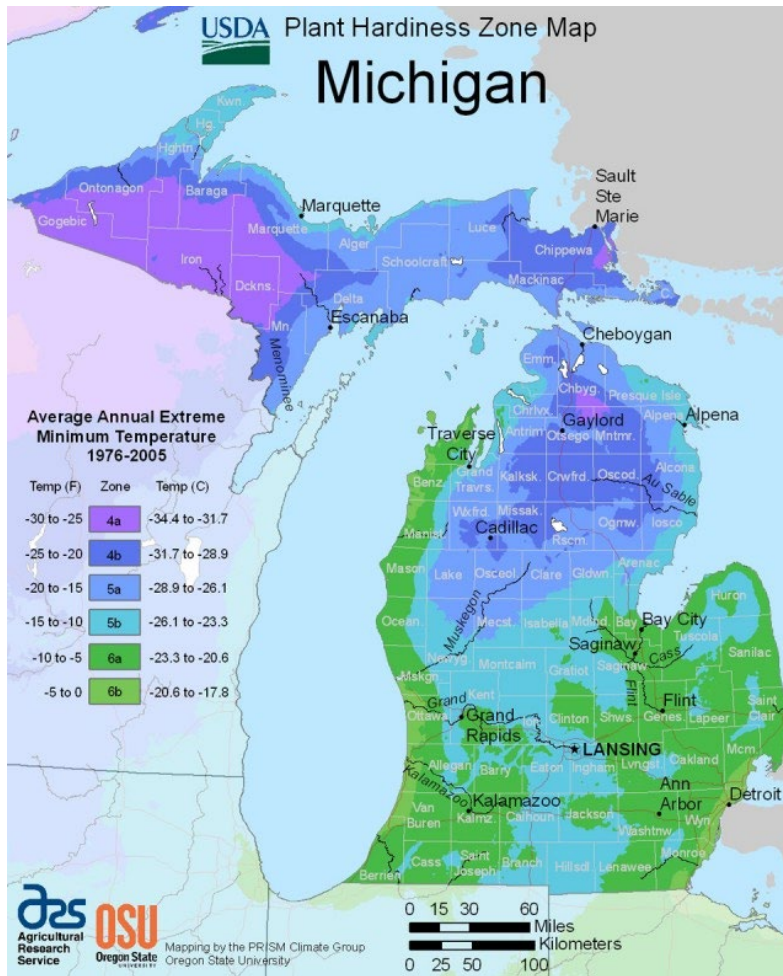 USDA Plant Hardiness Zone Map
Michigan
Kwn.
Hg.
Hghtn.
Ontonagon
Baraga
Gogebic
Marquette
Marquette
Iron
Dckns.
Alger
Luce
Schoolcraft
Sault
Ste
Marie
Chippewa
Mackinac
C.
Delta
Mn
Escanaba
Menominee
Cheboygan
Emm.
Chbyg.
Presque Isle
Chrlvx.
Antrim
Gaylord
Otsego
Mntmr.
Alpena
Alpena
Traverse
City
Grand
Travrs.
Benz.
Kalksk.
Crwfrd.
Oscod.
Alcona
Au Sable
Manist.
Wxfrd.
Missak.
Cadillac
Rscm.
Ogmw.
Iosco
Arenac
Mason
Lake
Osceol.
Clare
Gldwn.
Ocean.
Muskegon
Mecst.
Isabella
Mdlnd.
Bay
Bay City
Huron
Tuscola
Sanilac
Saginaw
Saginaw
Cass
Nowyg
Montcalm
Gratiot
Flint
Mskgn
Kent
Grand
Ottawa
Grand
Rapids
Ion.
Clinton
Shws.
Genes.
Flint
Lapeer
Saint
Clair
LANSING
Allegan
Barry
Eaton
Ingham
Lvngst.
Oakland
Mcm.
Kalamazoo
Kalamazoo
Van
Buren
Kalmz.
Calhoun
Jackson
Ann
Arbor
Washtnw
Wyn.
Detroit
Berrien
Cass
Saint
Joseph
Branch
Hillsdl
Lenawee
Monroe
Average Annual Extreme
Minimum Temperature
1976-2005
Temp (F) Zone Temp (C)
-30 to -25 4a -34.4 to -31.7
-25 to -20 4b -31.7 to -28.9
-20 to -15 5a -28.9 to -26.1
-15 to -10 5b -26.1 to -23.3
-10 to -5 6a -23.3 to -20.6
-5 to 0 6b -20.6 to -17.8
ars
Agricultural
Research
Service
OSU
Oregon State
UNIVERSITY
Mapping by the PRISM Climate Group
Oregon State University
0 15 30 60
Miles
Kilometers
0 25 50 100